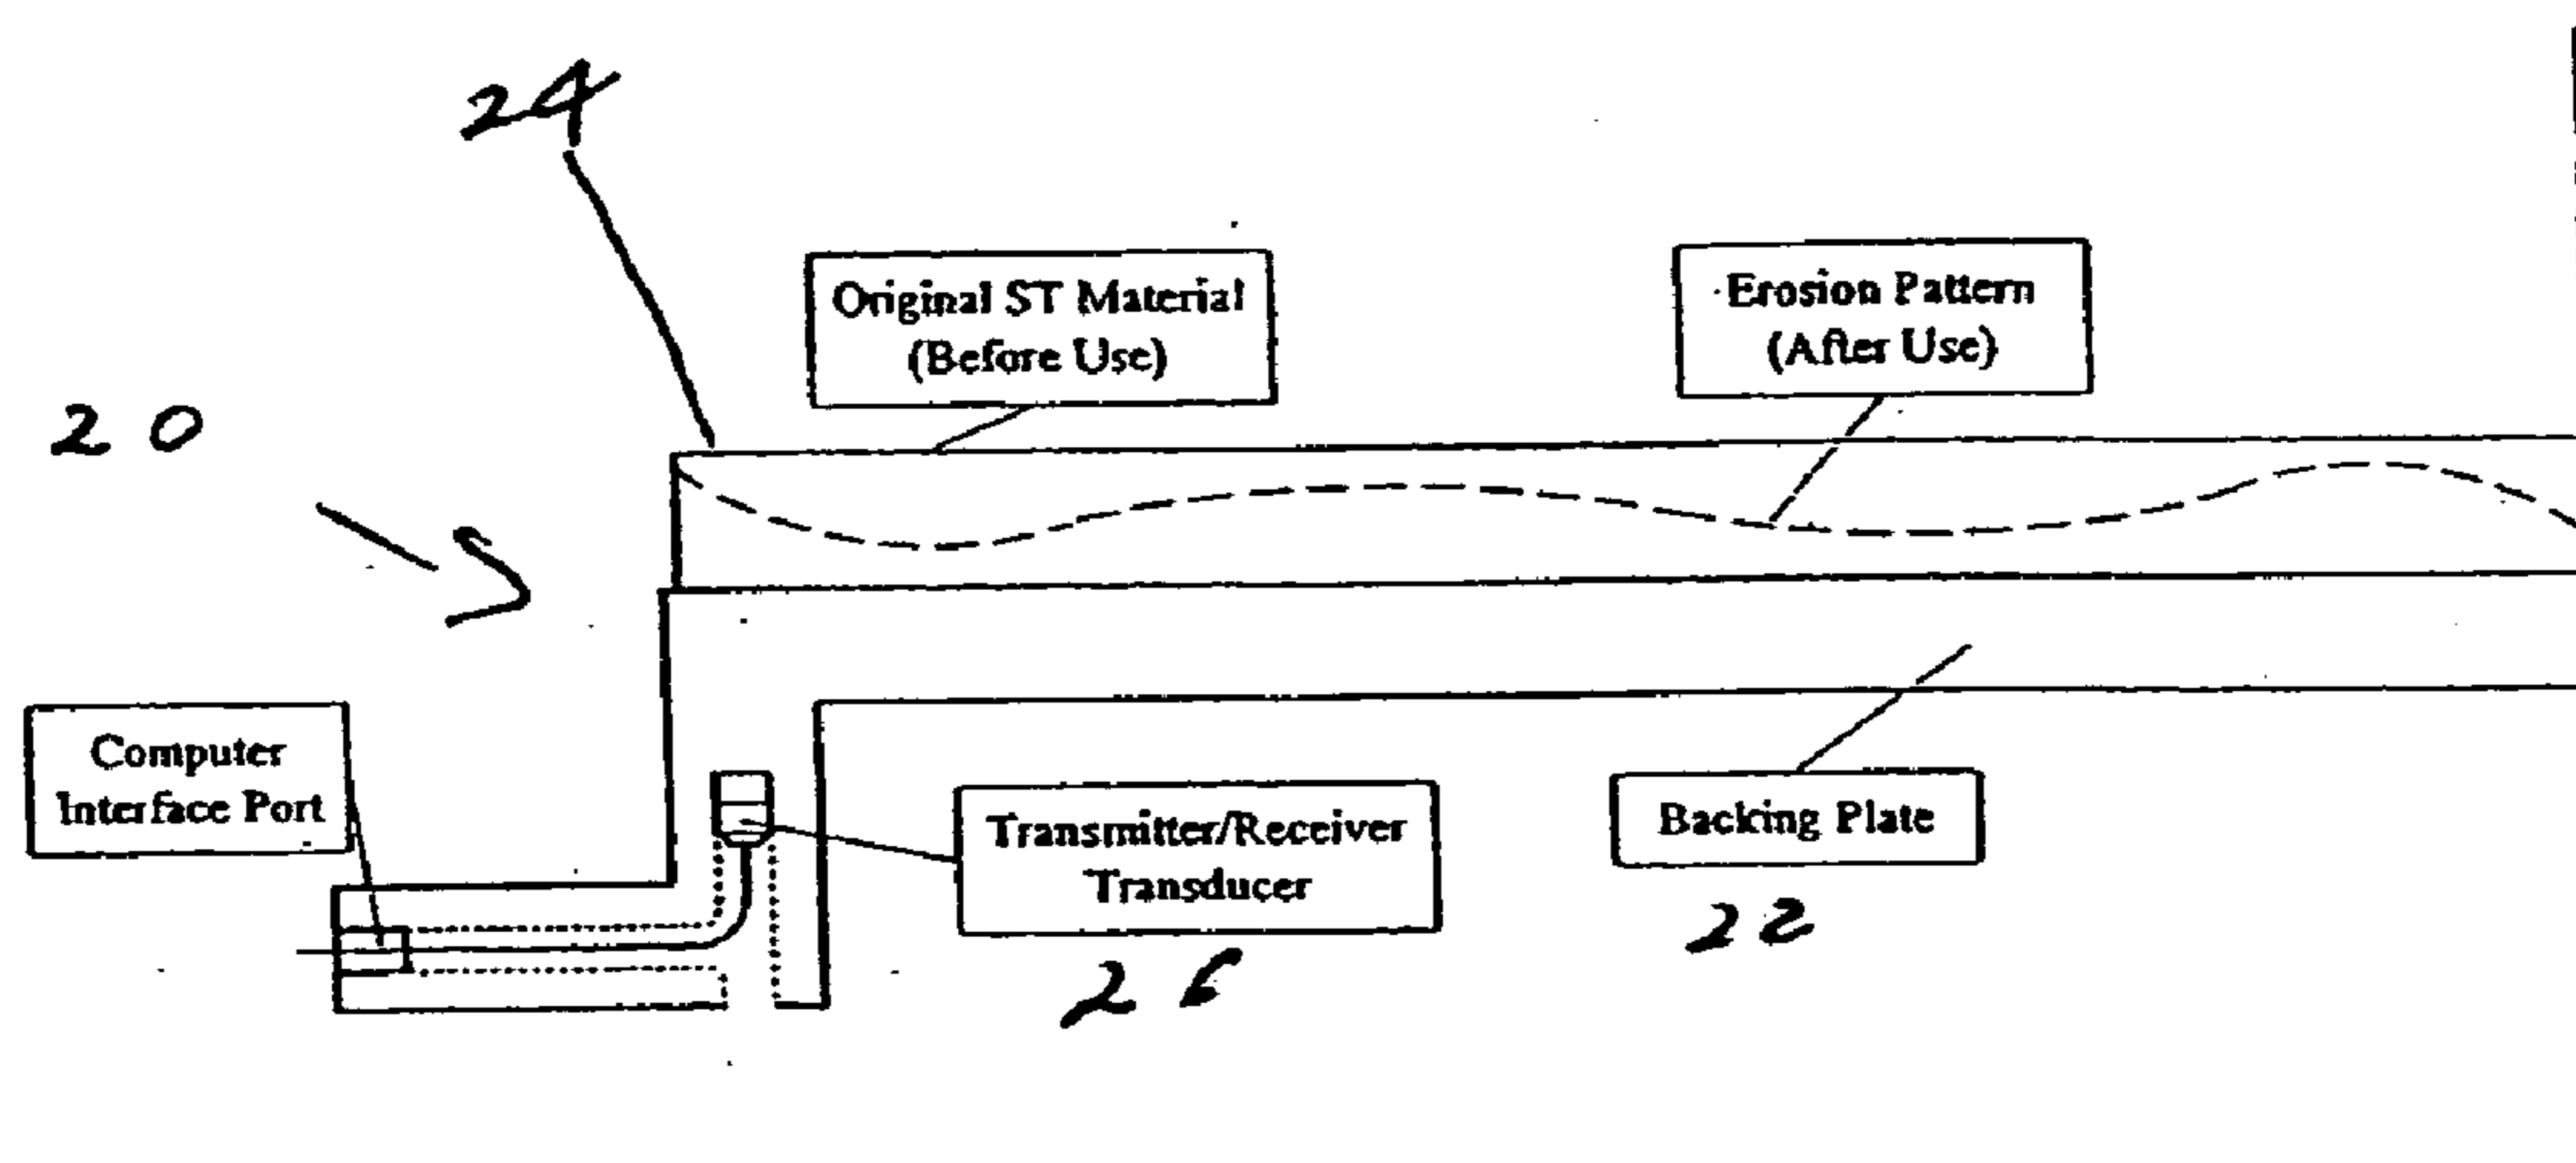 24
Original ST Material
(Before Use)
Erosion Pattern
(After Use)
20
Computer
Interface Port
Transmitter/Receiver
Transducer
26
Backing Plate
22